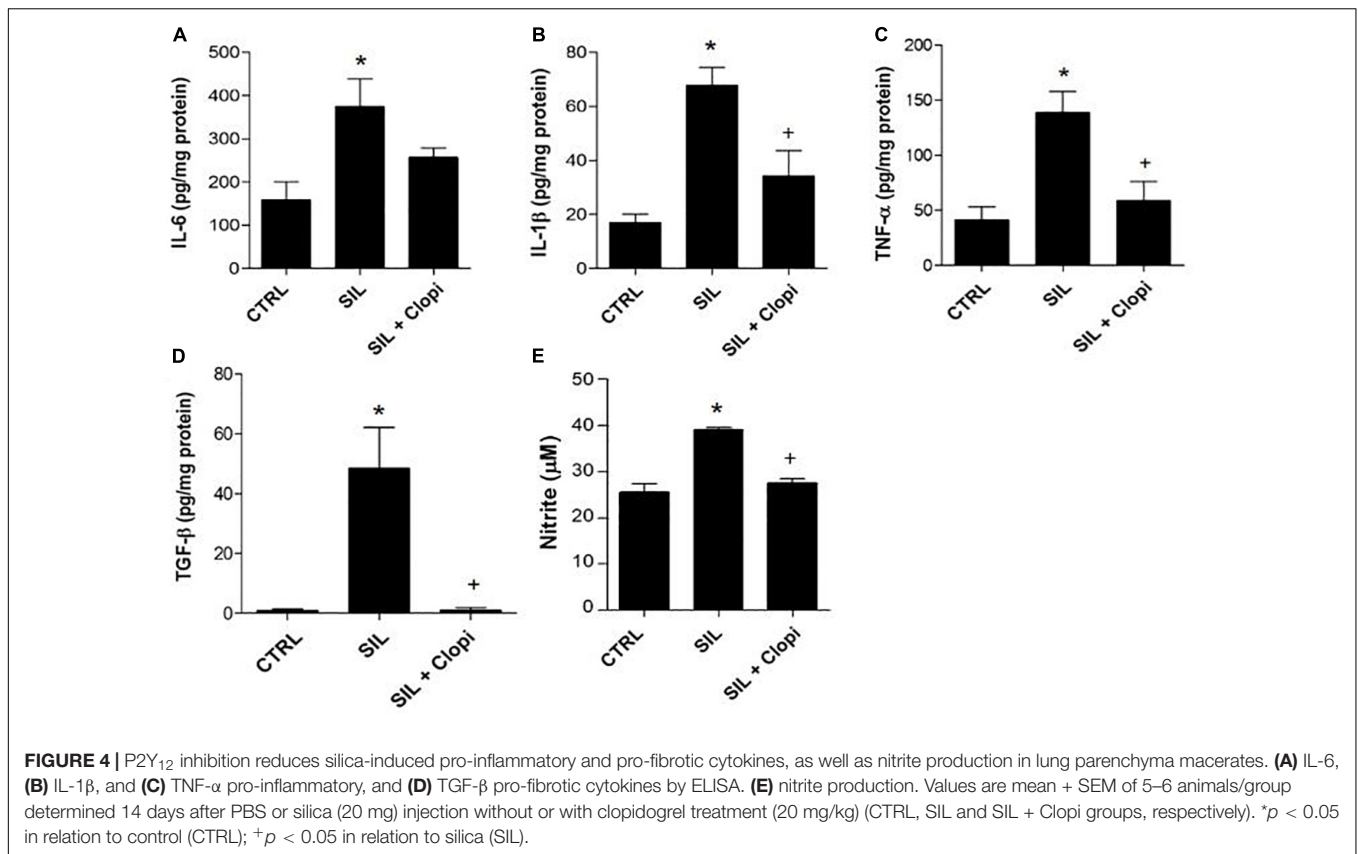 A
500
400
300
200
100
0
IL-6 (pg/mg protein)
*
CTRL
SIL
SIL + Clopi
B
80
60
40
20
0
IL-1β (pg/mg protein)
*
+
CTRL
SIL
SIL + Clopi
C
200
150
100
50
0
TNF-α (pg/mg protein)
*
+
CTRL
SIL
SIL + Clopi
D
80
60
40
20
0
TGF-β (pg/mg protein)
*
+
CTRL
SIL
SIL + Clopi
E
50
40
30
20
10
0
Nitrite (μM)
*
+
CTRL
SIL
SIL + Clopi
FIGURE 4 | P2Y₁₂ inhibition reduces silica-induced pro-inflammatory and pro-fibrotic cytokines, as well as nitrite production in lung parenchyma macerates. (A) IL-6,
(B) IL-1β, and (C) TNF-α pro-inflammatory, and (D) TGF-β pro-fibrotic cytokines by ELISA. (E) nitrite production. Values are mean + SEM of 5–6 animals/group
determined 14 days after PBS or silica (20 mg) injection without or with clopidogrel treatment (20 mg/kg) (CTRL, SIL and SIL + Clopi groups, respectively). *p < 0.05
in relation to control (CTRL); ⁺p < 0.05 in relation to silica (SIL).